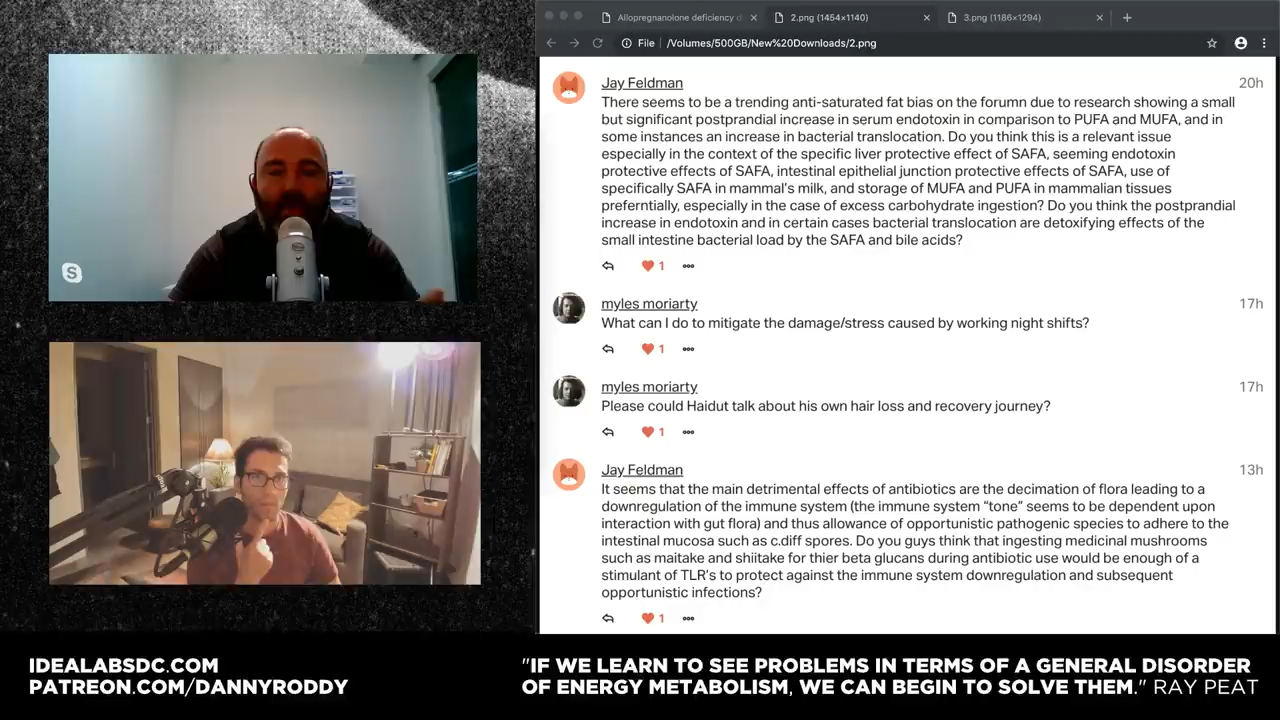 Allopregnanolone deficiency d
2.png (1454×1140)
3.png (1186×1294)
File
/Volumes/500GB/New%20Downloads/2.png
Jay Feldman
20h
There seems to be a trending anti-saturated fat bias on the forumn due to research showing a small
but significant postprandial increase in serum endotoxin in comparison to PUFA and MUFA, and in
some instances an increase in bacterial translocation. Do you think this is a relevant issue
especially in the context of the specific liver protective effect of SAFA, seeming endotoxin
protective effects of SAFA, intestinal epithelial junction protective effects of SAFA, use of
specifically SAFA in mammal's milk, and storage of MUFA and PUFA in mammalian tissues
preferntially, especially in the case of excess carbohydrate ingestion? Do you think the postprandial
increase in endotoxin and in certain cases bacterial translocation are detoxifying effects of the
small intestine bacterial load by the SAFA and bile acids?
1
myles moriarty
17h
What can I do to mitigate the damage/stress caused by working night shifts?
1
myles moriarty
17h
Please could Haidut talk about his own hair loss and recovery journey?
1
Jay Feldman
13h
It seems that the main detrimental effects of antibiotics are the decimation of flora leading to a
downregulation of the immune system (the immune system “tone” seems to be dependent upon
interaction with gut flora) and thus allowance of opportunistic pathogenic species to adhere to the
intestinal mucosa such as c.diff spores. Do you guys think that ingesting medicinal mushrooms
such as maitake and shiitake for thier beta glucans during antibiotic use would be enough of a
stimulant of TLR's to protect against the immune system downregulation and subsequent
opportunistic infections?
1
IDEALABSDC.COM
PATREON.COM/DANNYRODDY
"IF WE LEARN TO SEE PROBLEMS IN TERMS OF A GENERAL DISORDER
OF ENERGY METABOLISM, WE CAN BEGIN TO SOLVE THEM." RAY PEAT